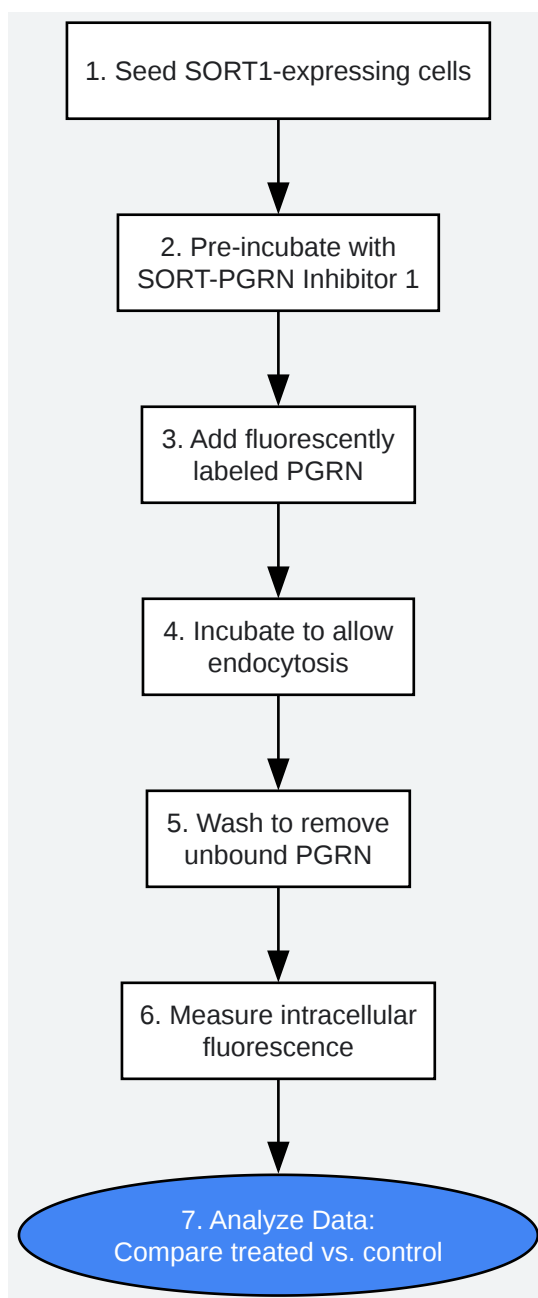 1. Seed SORT1-expressing cells
2. Pre-incubate with
SORT-PGRN Inhibitor 1
3. Add fluorescently
labeled PGRN
4. Incubate to allow
endocytosis
5. Wash to remove
unbound PGRN
6. Measure intracellular
fluorescence
7. Analyze Data:
Compare treated vs. control